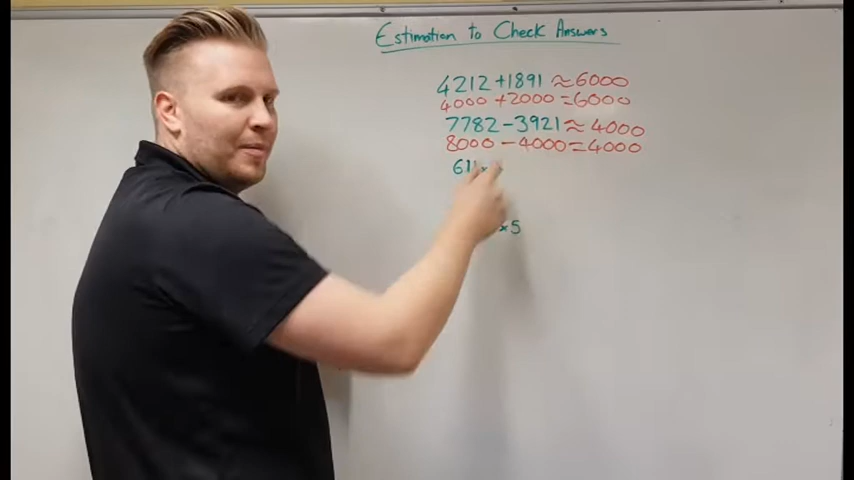 Estimation to Check Answers
4212 +1891 ≈6000
4000 +2000 =6000
7782 -3921 ≈ 4000
8000 - 4000 = 4000
611
×5